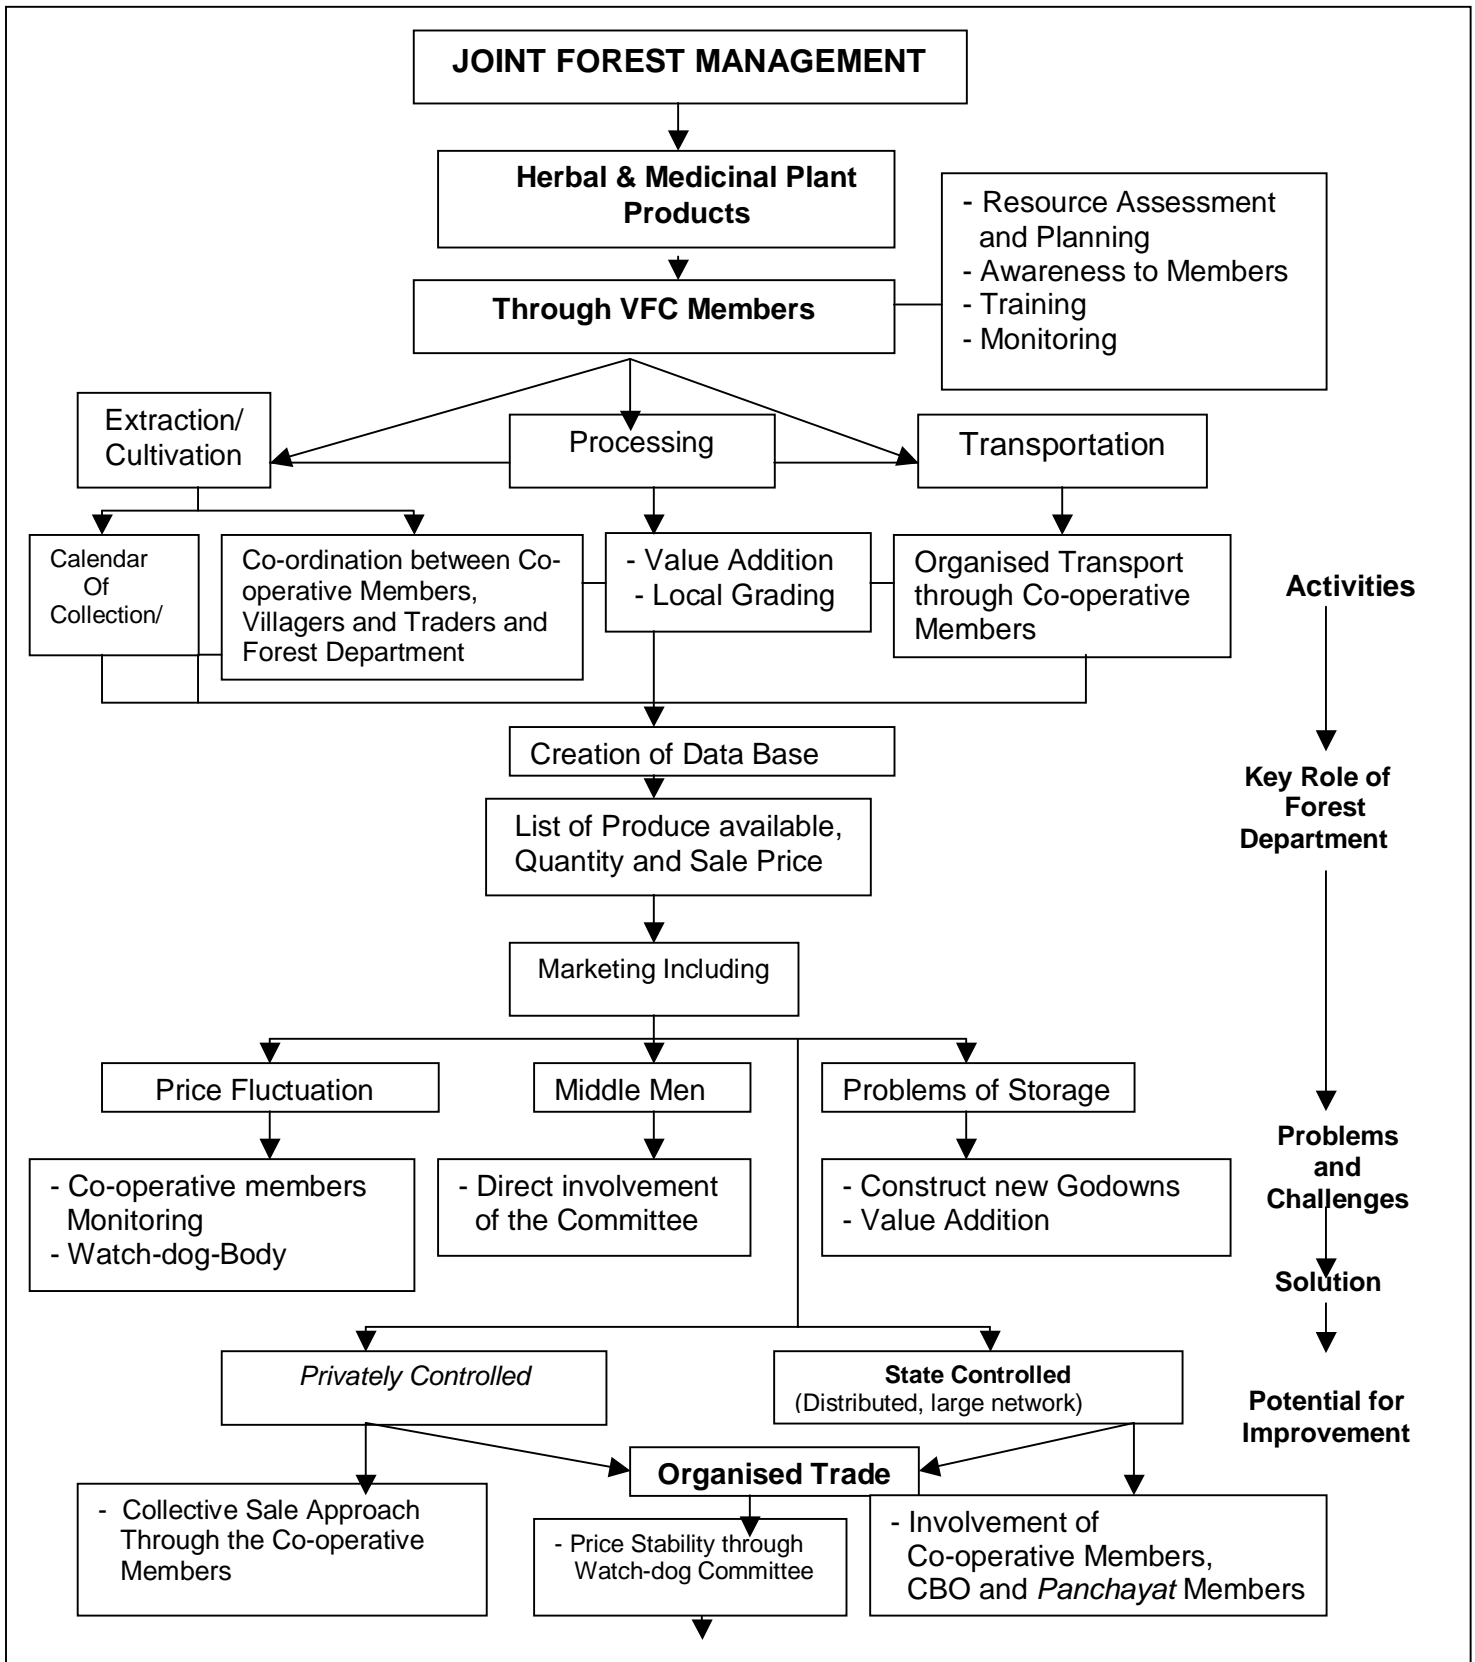 JOINT FOREST MANAGEMENT
Herbal & Medicinal Plant
Products
- Resource Assessment
and Planning
- Awareness to Members
- Training
- Monitoring
Through VFC Members
Extraction/
Cultivation
Processing
Transportation
Calendar
Of
Collection/
Co-ordination between Co-
operative Members,
Villagers and Traders and
Forest Department
- Value Addition
- Local Grading
Organised Transport
through Co-operative
Members
Activities
Creation of Data Base
Key Role of
Forest
Department
List of Produce available,
Quantity and Sale Price
Marketing Including
Price Fluctuation
Middle Men
Problems of Storage
Problems
and
Challenges
- Co-operative members
Monitoring
- Watch-dog-Body
- Direct involvement
of the Committee
- Construct new Godowns
- Value Addition
Solution
Privately Controlled
State Controlled
(Distributed, large network)
Potential for
Improvement
Organised Trade
- Collective Sale Approach
Through the Co-operative
Members
- Price Stability through
Watch-dog Committee
- Involvement of
Co-operative Members,
CBO and Panchayat Members